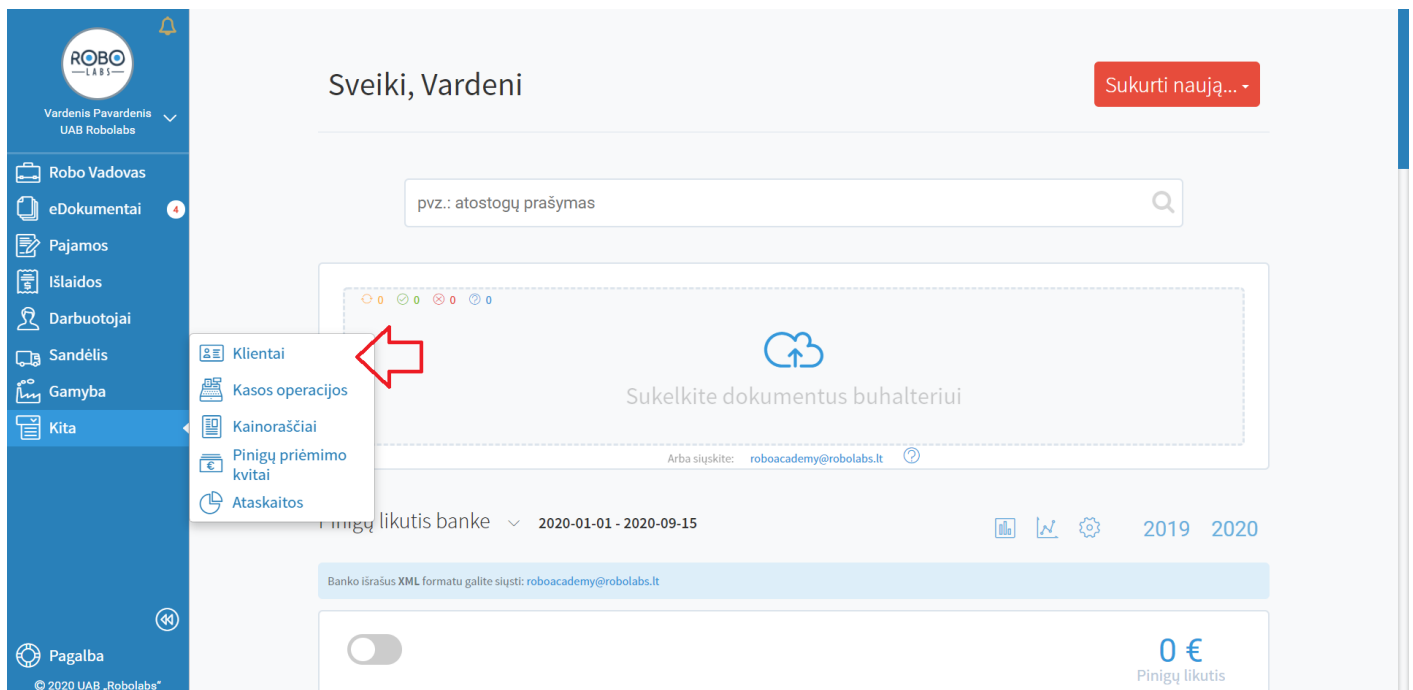 ROBO
LABS
Vardenis Pavardenis
UAB Robolabs
Robo Vadovas
eDokumentai 4
Pajamos
Išlaidos
Darbuotojai
Sandėlis
Gamyba
Kita
Klientai
Kasos operacijos
Kainoraščiai
Pinigų priėmimo
kvitai
Ataskaitos
Pagalba
© 2020 UAB „Robolabs“
Sveiki, Vardeni
Sukurti naują...
pvz.: atostogų prašymas
0 0 0 0
Sukelkite dokumentus buhalteriui
Arba siųskite: roboacademy@robolabs.lt
Pinigų likutis banke 2020-01-01 - 2020-09-15
2019 2020
Banko išrašus XML formatu galite siųsti: roboacademy@robolabs.lt
0 €
Pinigų likutis